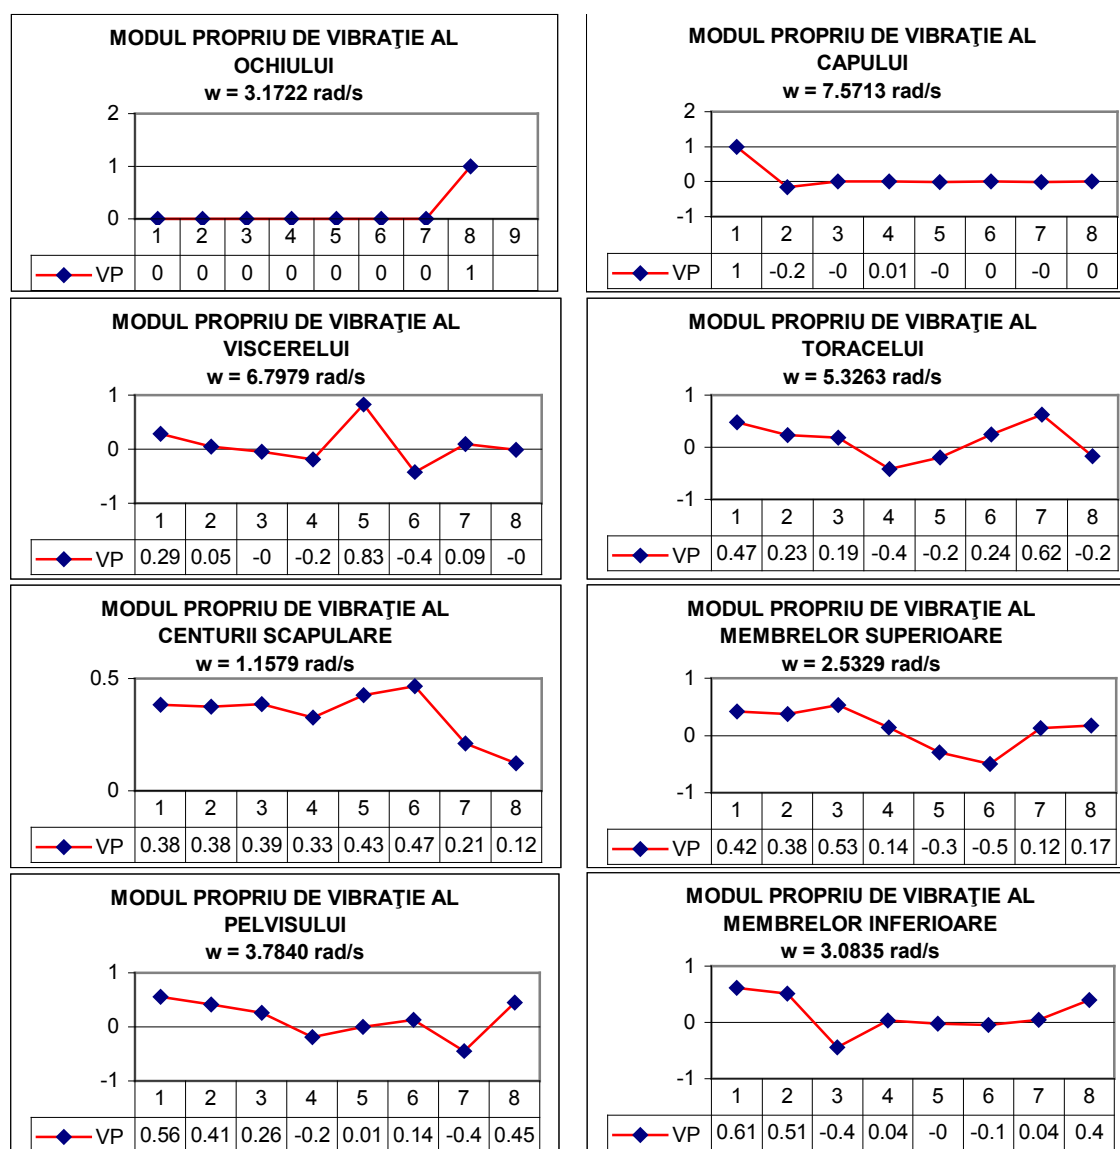 MODUL PROPRIU DE VIBRAŢIE AL
OCHIULUI
w = 3.1722 rad/s
2
1
0
1 2 3 4 5 6 7 8 9
VP 0 0 0 0 0 0 0 1
MODUL PROPRIU DE VIBRAŢIE AL
CAPULUI
w = 7.5713 rad/s
2
1
0
-1
1 2 3 4 5 6 7 8
VP 1 -0.2 -0 0.01 -0 0 -0 0
MODUL PROPRIU DE VIBRAŢIE AL
VISCERELUI
w = 6.7979 rad/s
1
0
-1
1 2 3 4 5 6 7 8
VP 0.29 0.05 -0 -0.2 0.83 -0.4 0.09 -0
MODUL PROPRIU DE VIBRAŢIE AL
TORACELUI
w = 5.3263 rad/s
1
0
-1
1 2 3 4 5 6 7 8
VP 0.47 0.23 0.19 -0.4 -0.2 0.24 0.62 -0.2
MODUL PROPRIU DE VIBRAŢIE AL
CENTURII SCAPULARE
w = 1.1579 rad/s
0.5
0
1 2 3 4 5 6 7 8
VP 0.38 0.38 0.39 0.33 0.43 0.47 0.21 0.12
MODUL PROPRIU DE VIBRAŢIE AL
MEMBRELOR SUPERIOARE
w = 2.5329 rad/s
1
0
-1
1 2 3 4 5 6 7 8
VP 0.42 0.38 0.53 0.14 -0.3 -0.5 0.12 0.17
MODUL PROPRIU DE VIBRAŢIE AL
PELVISULUI
w = 3.7840 rad/s
1
0
-1
1 2 3 4 5 6 7 8
VP 0.56 0.41 0.26 -0.2 0.01 0.14 -0.4 0.45
MODUL PROPRIU DE VIBRAŢIE AL
MEMBRELOR INFERIOARE
w = 3.0835 rad/s
1
0
-1
1 2 3 4 5 6 7 8
VP 0.61 0.51 -0.4 0.04 -0 -0.1 0.04 0.4